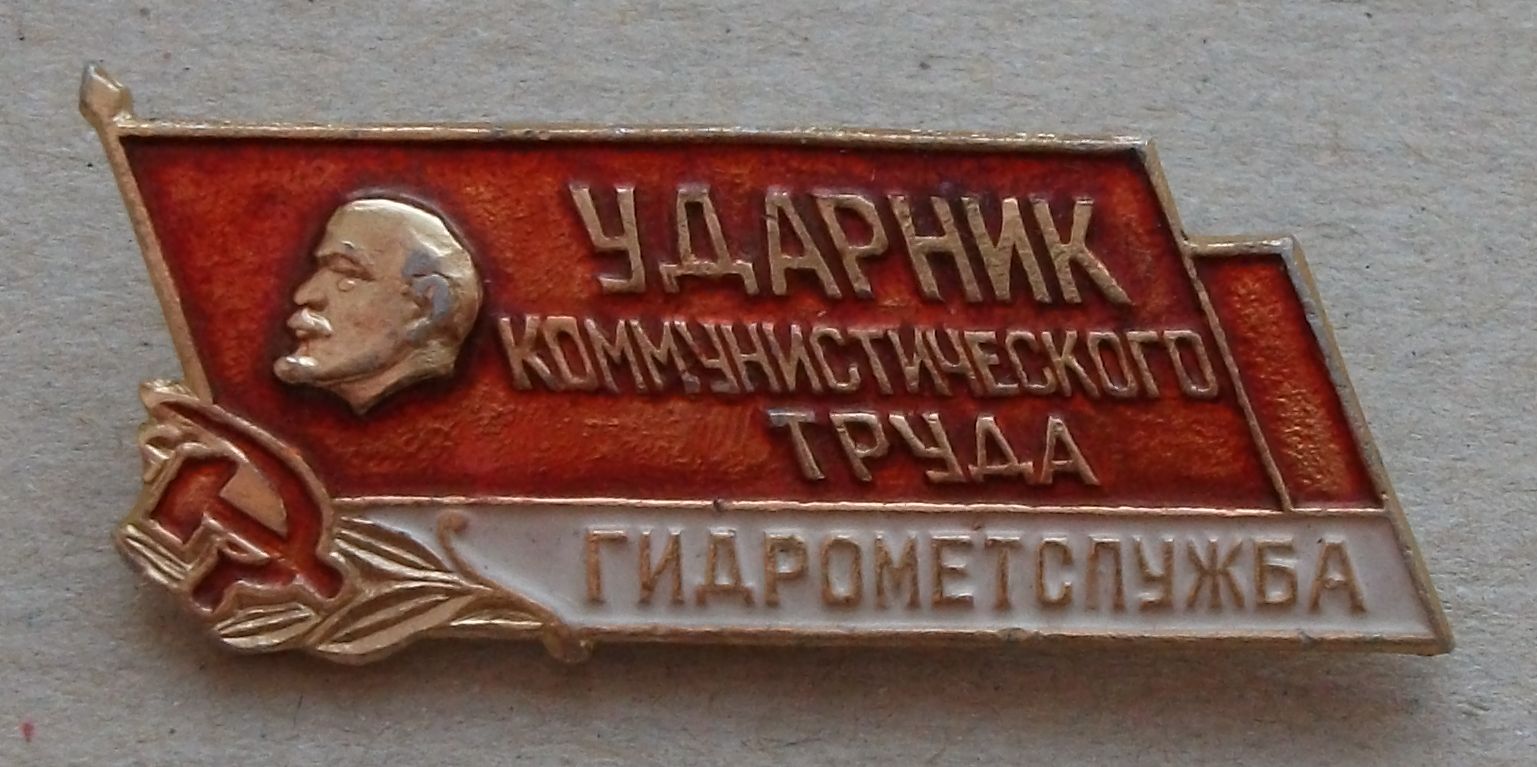 УДАРНИК
КОММУНИСТИЧЕСКОГО
ТРУДА
ГИДРОМЕТСЛУЖБА